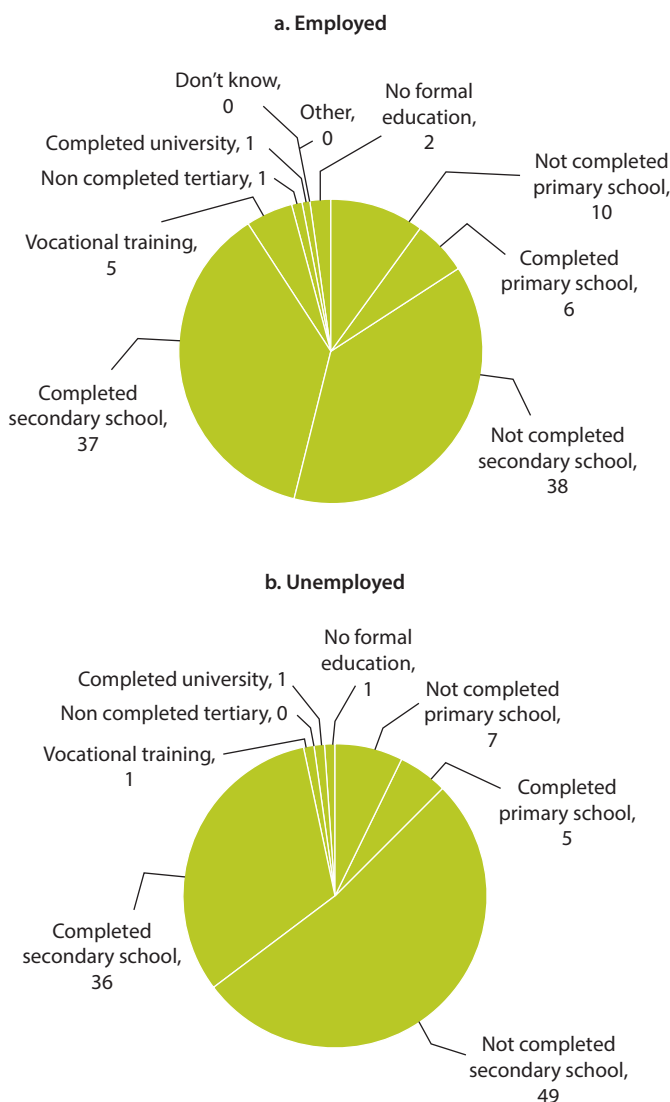 a. Employed
Don't know,
0
Other,
0
No formal
education,
2
Completed university, 1
Non completed tertiary, 1
Not completed
primary school,
10
Vocational training,
5
Completed
primary school,
6
Completed
secondary school,
37
Not completed
secondary school,
38
b. Unemployed
No formal
education,
1
Completed university, 1
Non completed tertiary, 0
Not completed
primary school,
7
Vocational training,
1
Completed
primary school,
5
Completed
secondary school,
36
Not completed
secondary school,
49